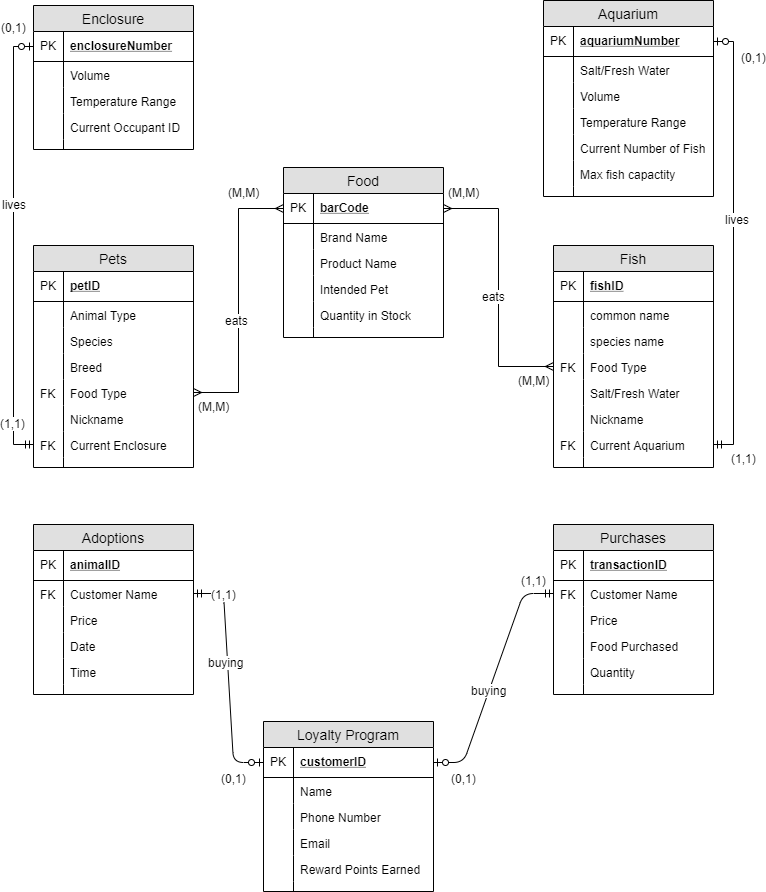 Enclosure
(0,1)
PK enclosureNumber
Volume
Temperature Range
Current Occupant ID
Aquarium
PK aquariumNumber
(0,1)
Salt/Fresh Water
Volume
Temperature Range
Current Number of Fish
Max fish capactity
lives
lives
Food
(M,M)
(M,M)
PK barCode
Brand Name
Product Name
Intended Pet
Quantity in Stock
eats
eats
Pets
PK petID
Animal Type
Species
Breed
FK Food Type
(M,M)
Nickname
(1,1)
FK Current Enclosure
Fish
PK fishID
common name
species name
FK Food Type
(M,M)
Salt/Fresh Water
Nickname
FK Current Aquarium
(1,1)
Adoptions
PK animalID
FK Customer Name
(1,1)
Price
Date
Time
buying
Purchases
PK transactionID
(1,1)
FK Customer Name
Price
Food Purchased
Quantity
buying
Loyalty Program
PK customerID
(0,1)
(0,1)
Name
Phone Number
Email
Reward Points Earned